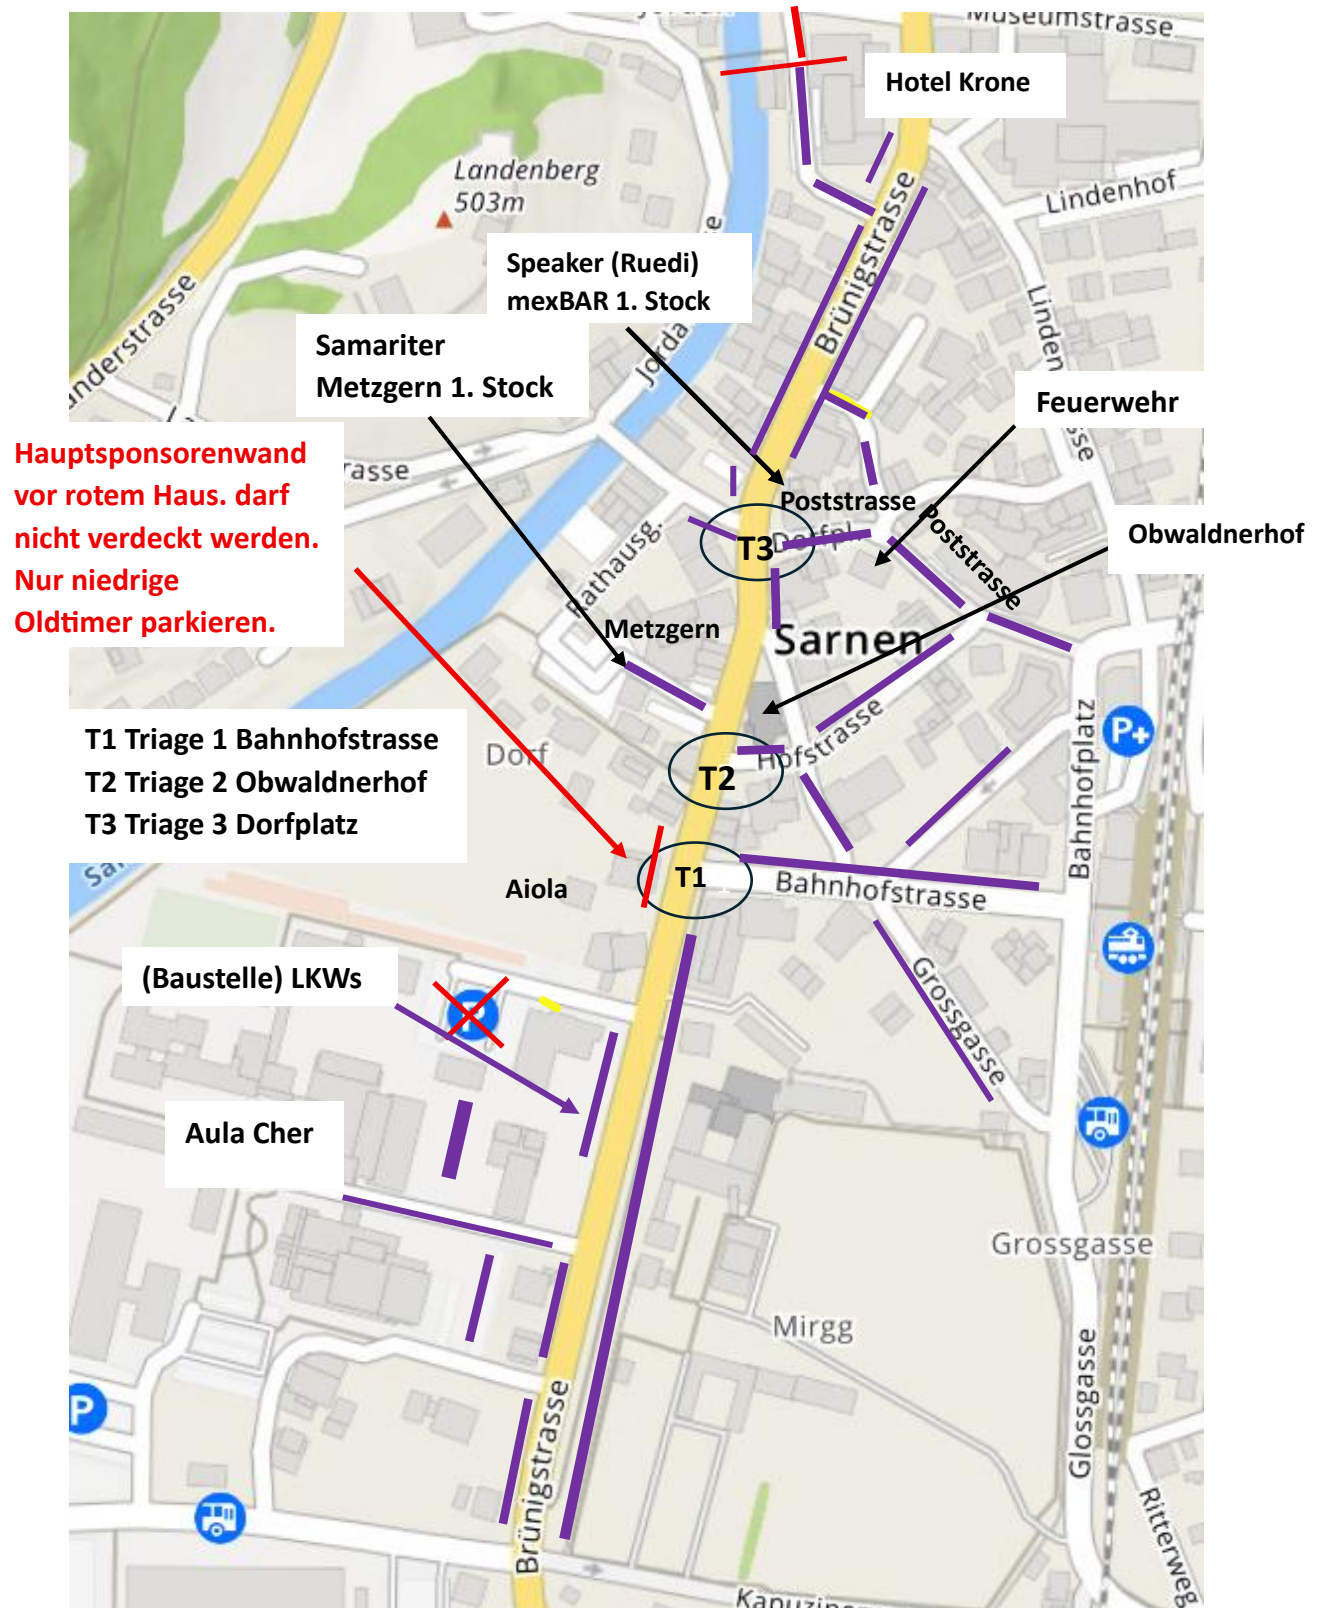 Museumstrasse
Hotel Krone
Landenberg
503m
Lindenhof
Speaker (Ruedi)
mexBAR 1. Stock
Brünigstrasse
Samariter
Metzgern 1. Stock
Feuerwehr
Hauptsponsorenwand
vor rotem Haus. darf
nicht verdeckt werden.
Nur niedrige
Oldtimer parkieren.
rasse
Poststrasse
Dorfpl.
T3
Poststrasse
Obwaldnerhof
Rathausg.
Metzgern
Sarnen
T1 Triage 1 Bahnhofstrasse
T2 Triage 2 Obwaldnerhof
T3 Triage 3 Dorfplatz
Dorf
T2
Hofstrasse
P+
Bahnhofplatz
Aiola
T1
Bahnhofstrasse
(Baustelle) LKWs
P
Grossgasse
Aula Cher
Grossgasse
Mirgg
Glossgasse
P
Brünigstrasse
Ritterweg